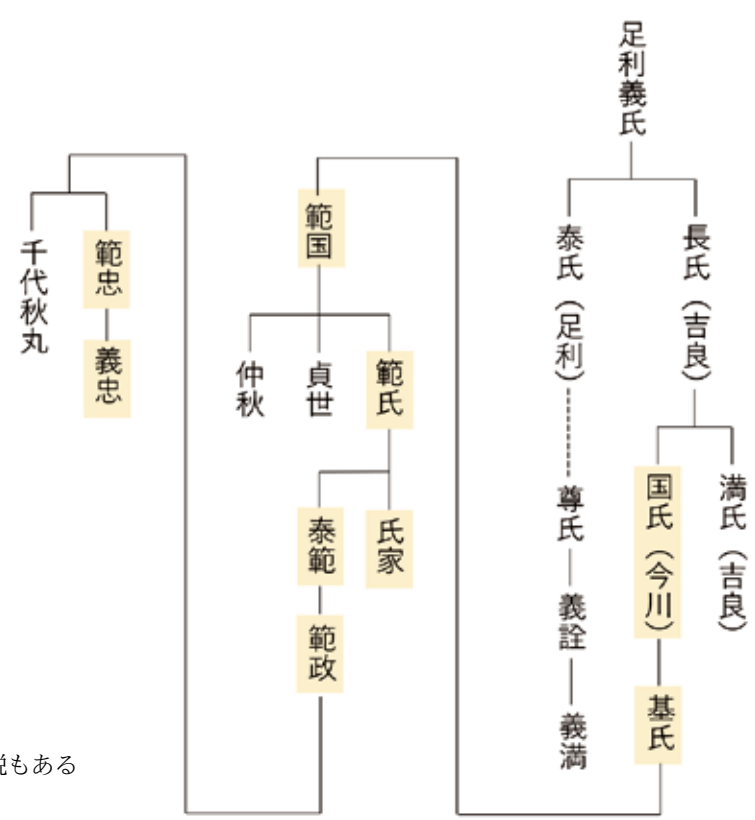 足利義氏
長氏（吉良）
泰氏（足利）
満氏（吉良）
国氏（今川）
基氏
尊氏
義詮
義満
範国
範氏
貞世
仲秋
氏家
泰範
範政
範忠
義忠
千代秋丸
説もある